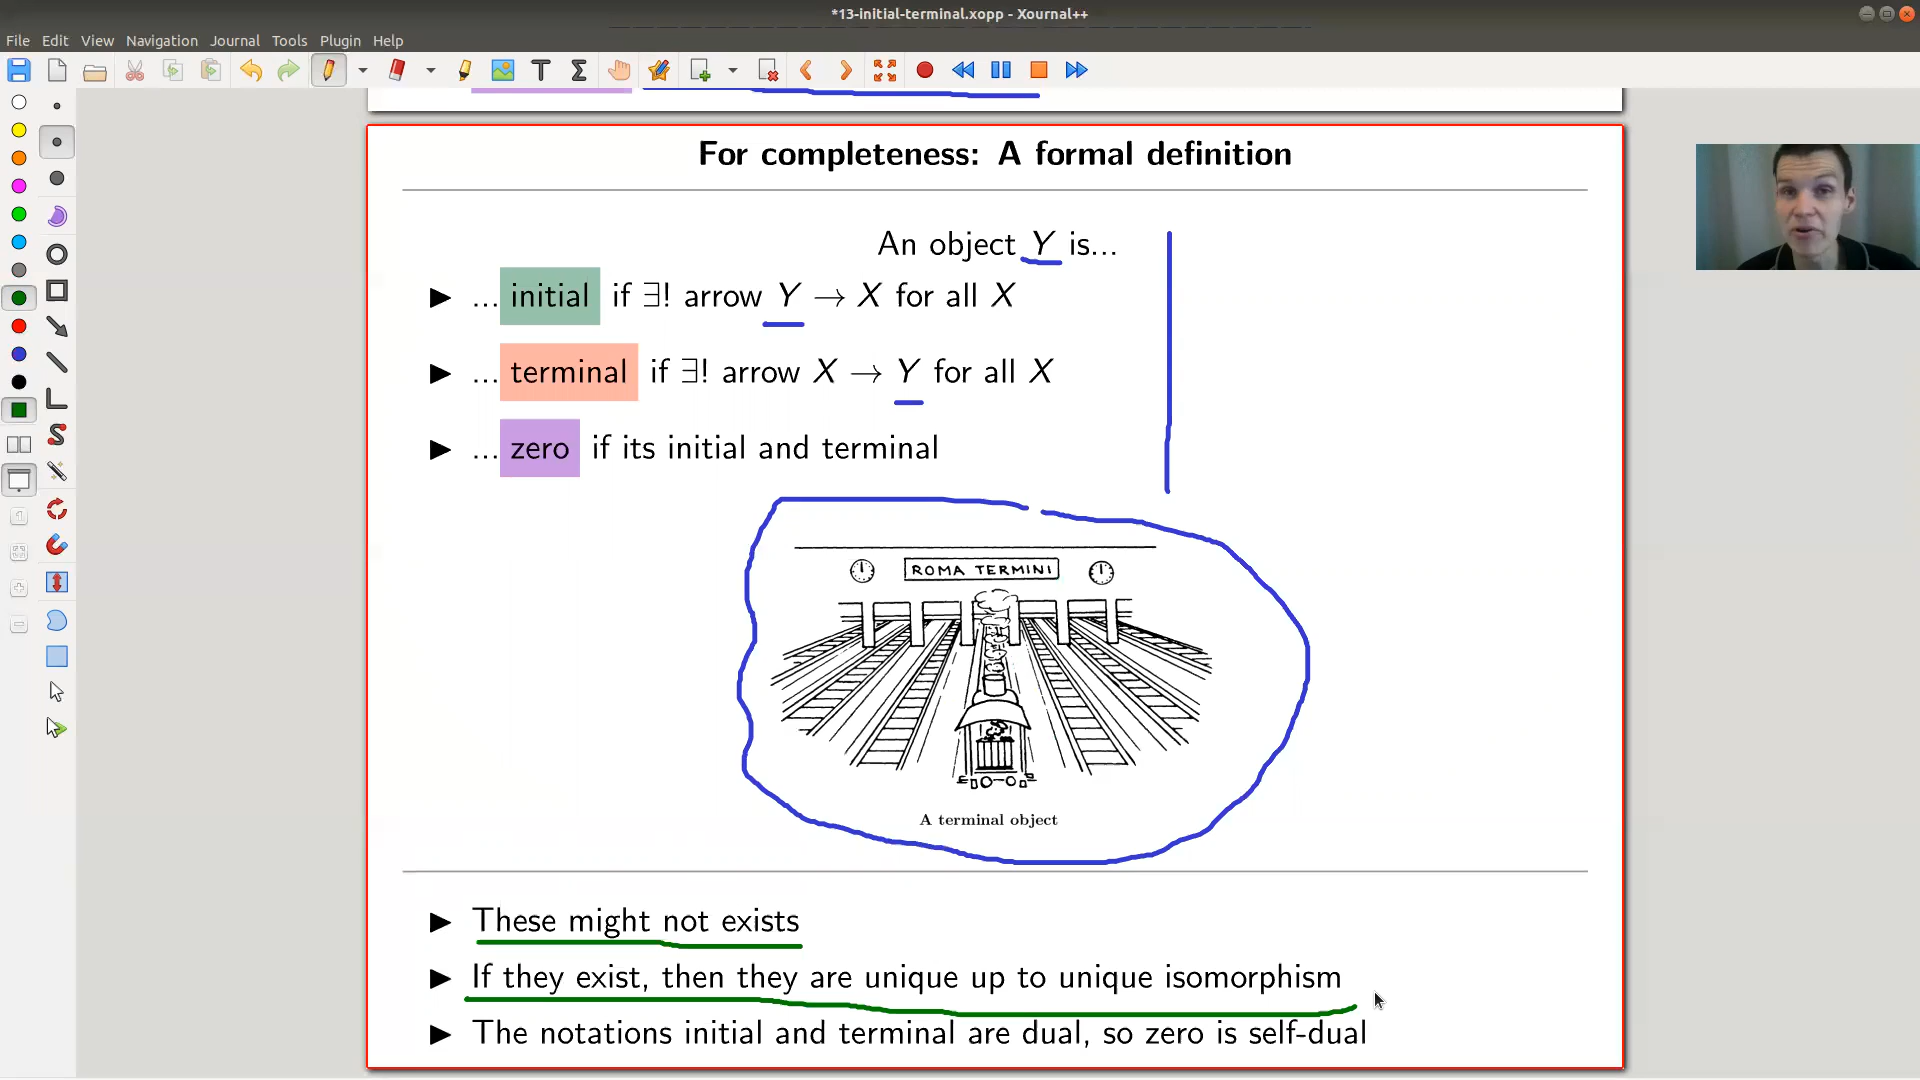 *13-initial-terminal.xopp - Xournal++
File Edit View Navigation Journal Tools Plugin Help
For completeness: A formal definition
An object Y is...
▶ ... initial if ∃! arrow Y → X for all X
▶ ... terminal if ∃! arrow X → Y for all X
▶ ... zero if its initial and terminal
ROMA TERMINI
A terminal object
▶ These might not exists
▶ If they exist, then they are unique up to unique isomorphism
▶ The notations initial and terminal are dual, so zero is self-dual